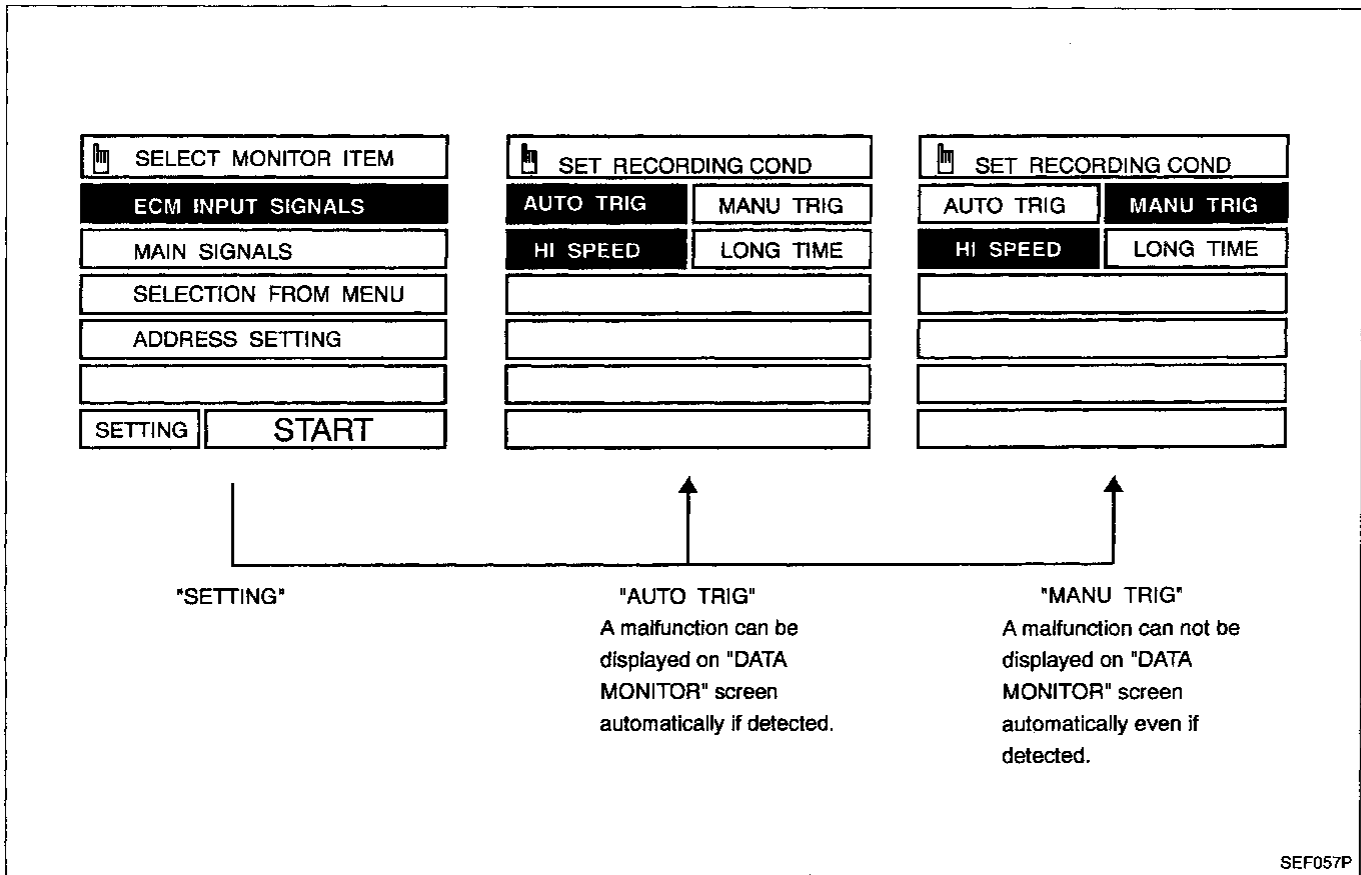 SELECT MONITOR ITEM
ECM INPUT SIGNALS
MAIN SIGNALS
SELECTION FROM MENU
ADDRESS SETTING
SETTING START
SET RECORDING COND
AUTO TRIG MANU TRIG
HI SPEED LONG TIME
SET RECORDING COND
AUTO TRIG MANU TRIG
HI SPEED LONG TIME
"SETTING"
"AUTO TRIG"
A malfunction can be
displayed on "DATA
MONITOR" screen
automatically if detected.
"MANU TRIG"
A malfunction can not be
displayed on "DATA
MONITOR" screen
automatically even if
detected.
SEF057P